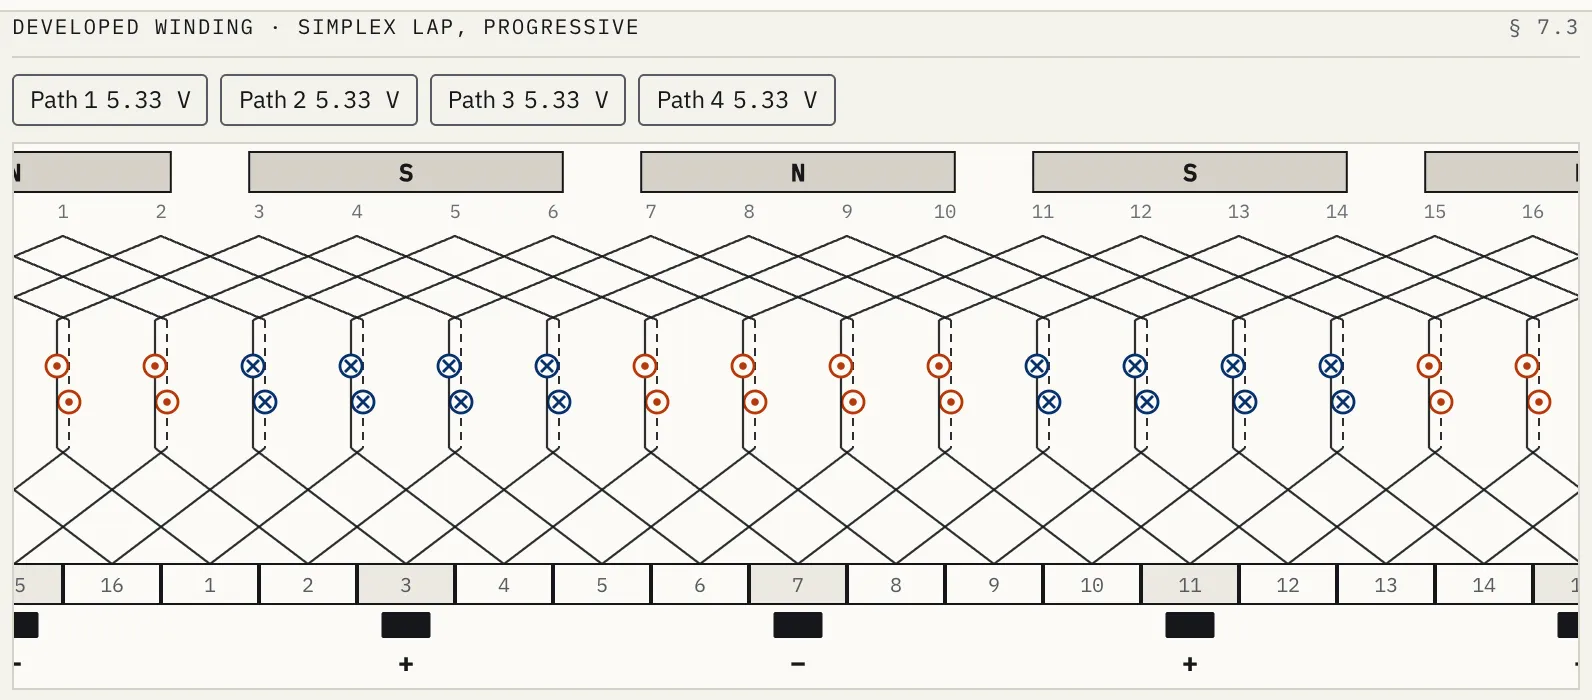 DEVELOPED WINDING · SIMPLEX LAP, PROGRESSIVE § 7.3
Path 1 5.33 V Path 2 5.33 V Path 3 5.33 V Path 4 5.33 V
N S N S
1 2 3 4 5 6 7 8 9 10 11 12 13 14 15 16
5 16 1 2 3 4 5 6 7 8 9 10 11 12 13 14 1
- + − + -